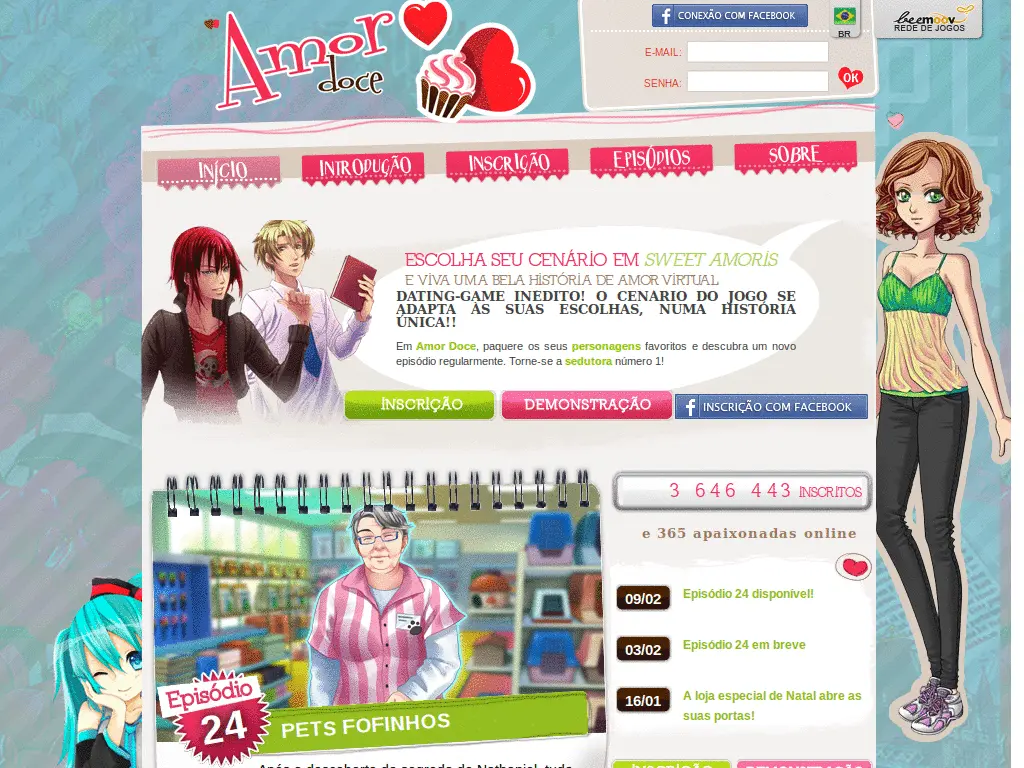 Amor
doce
CONEXÃO COM FACEBOOK
BR
beemoov
REDE DE JOGOS
E-MAIL:
SENHA:
OK
INÍCIO
INTRODUÇÃO
INSCRIÇÃO
EPISÓDIOS
SOBRE
ESCOLHA SEU CENÁRIO EM SWEET AMORIS
E VIVA UMA BELA HISTÓRIA DE AMOR VIRTUAL
DATING-GAME INEDITO! O CENARIO DO JOGO SE
ADAPTA AS SUAS ESCOLHAS, NUMA HISTÓRIA
ÚNICA!!
Em Amor Doce, paquere os seus personagens favoritos e descubra um novo
episódio regularmente. Torne-se a sedutora número 1!
INSCRIÇÃO
DEMONSTRAÇÃO
INSCRIÇÃO COM FACEBOOK
3 646 443 INSCRITOS
e 365 apaixonadas online
09/02
Episódio 24 disponível!
03/02
Episódio 24 em breve
16/01
A loja especial de Natal abre as
suas portas!
Episódio
24
PETS FOFINHOS
Após a descoberta do segredo de Nathaniel, tudo
INSCRIÇÃO
DEMONSTRAÇÃO